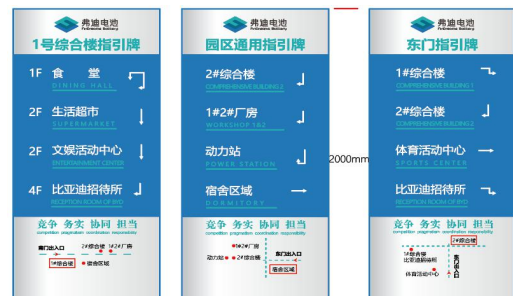 弗迪电池
FinDreams Battery
1号综合楼指引牌
1F 食 堂
DINING HALL
2F 生活超市
SUPERMARKET
2F 文娱活动中心
ENTERTAINMENT CENTER
4F 比亚迪招待所
RECEPTION ROOM OF BYD
竞争 务实 协同 担当
competition pragmatism coordination responsibility
南门出入口
2#综合楼 1#2#厂房
1#综合楼
宿舍区域
弗迪电池
FinDreams Battery
园区通用指引牌
2#综合楼
COMPREHENSIVE BUILDING 2
1#2#厂房
WORKSHOP 1&2
动力站
POWER STATION
宿舍区域
DORMITORY
竞争 务实 协同 担当
competition pragmatism coordination responsibility
1#2#厂房
动力站 2#综合楼
东门出入口
宿舍区域
2000mm
弗迪电池
FinDreams Battery
东门指引牌
1#综合楼
COMPREHENSIVE BUILDING 1
2#综合楼
COMPREHENSIVE BUILDING 2
体育活动中心
SPORTS CENTER
比亚迪招待所
RECEPTION ROOM OF BYD
竞争 务实 协同 担当
competition pragmatism coordination responsibility
2#综合楼
1#综合楼
比亚迪招待所
体育活动中心
东门出入口